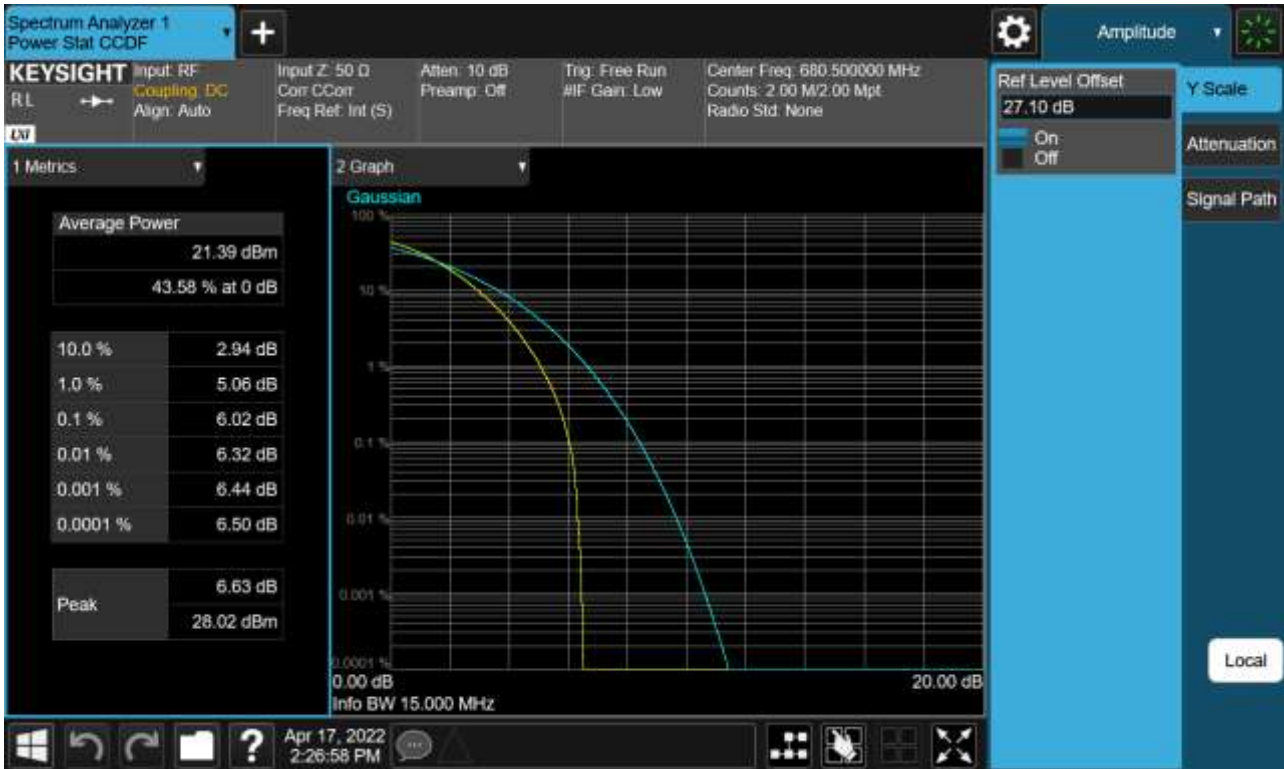 Spectrum Analyzer 1
Power Stat CCDF
+
Amplitude
KEYSIGHT
RL
LXI
Input: RF
Coupling: DC
Align: Auto
Input Z: 50 Ω
Corr CCorr
Freq Ref: Int (S)
Atten: 10 dB
Preamp: Off
Trig: Free Run
#IF Gain: Low
Center Freq: 680.500000 MHz
Counts: 2.00 M/2.00 Mpt
Radio Std: None
Ref Level Offset
27.10 dB
On
Off
Y Scale
Attenuation
Signal Path
Local
1 Metrics
Average Power
21.39 dBm
43.58 % at 0 dB
10.0 % 2.94 dB
1.0 % 5.06 dB
0.1 % 6.02 dB
0.01 % 6.32 dB
0.001 % 6.44 dB
0.0001 % 6.50 dB
Peak
6.63 dB
28.02 dBm
2 Graph
Gaussian
100 %
10 %
1 %
0.1 %
0.01 %
0.001 %
0.0001 %
0.00 dB 20.00 dB
Info BW 15.000 MHz
?
Apr 17, 2022
2:26:58 PM